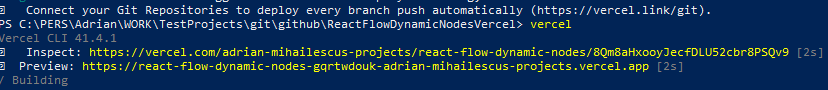 Connect your Git Repositories to deploy every branch push automatically (https://vercel.link/git).
PS C:\PERS\Adrian\WORK\TestProjects\git\github\ReactFlowDynamicNodesVercel> vercel
Vercel CLI 41.4.1
Inspect: https://vercel.com/adrian-mihailescus-projects/react-flow-dynamic-nodes/8Qm8aHxooyJecfDLU52cbr8PSQv9 [2s]
Preview: https://react-flow-dynamic-nodes-gqrtwdouk-adrian-mihailescus-projects.vercel.app [2s]
/ Building